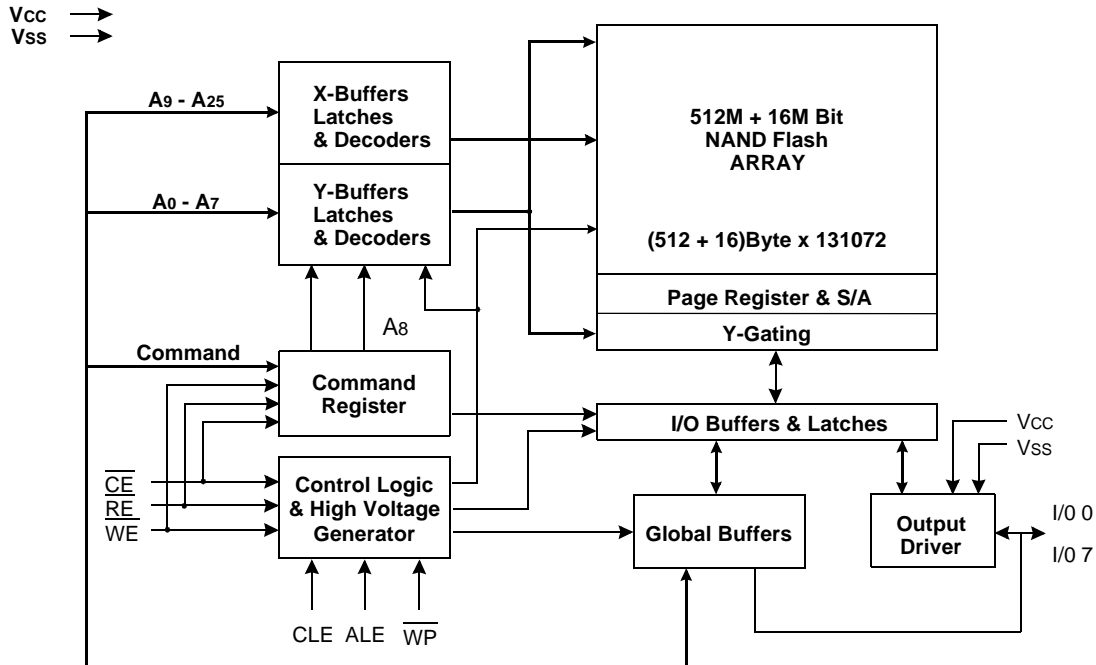 VCC
VSS
A9 - A25
X-Buffers
Latches
& Decoders
512M + 16M Bit
NAND Flash
ARRAY
A0 - A7
Y-Buffers
Latches
& Decoders
(512 + 16)Byte x 131072
Page Register & S/A
Y-Gating
A8
Command
Command
Register
I/O Buffers & Latches
VCC
VSS
CE
RE
WE
Control Logic
& High Voltage
Generator
Global Buffers
Output
Driver
I/0 0
I/0 7
CLE
ALE
WP